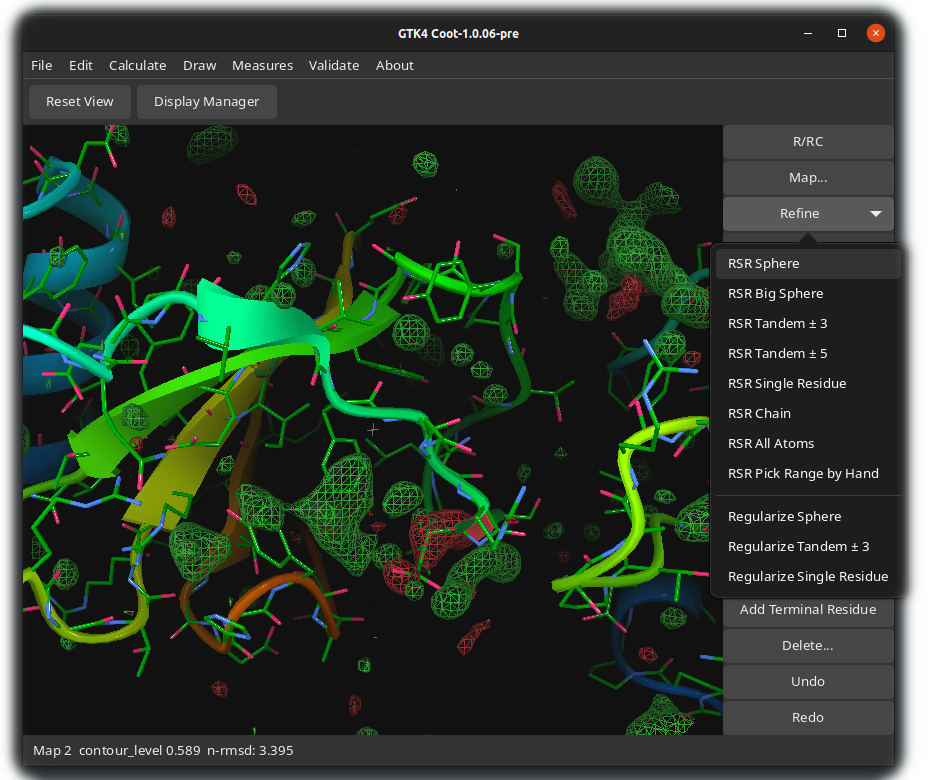 GTK4 Coot-1.0.06-pre
File Edit Calculate Draw Measures Validate About
Reset View Display Manager
R/RC
Map...
Refine
RSR Sphere
RSR Big Sphere
RSR Tandem ± 3
RSR Tandem ± 5
RSR Single Residue
RSR Chain
RSR All Atoms
RSR Pick Range by Hand
Regularize Sphere
Regularize Tandem ± 3
Regularize Single Residue
Add Terminal Residue
Delete...
Undo
Redo
Map 2 contour_level 0.589 n-rmsd: 3.395